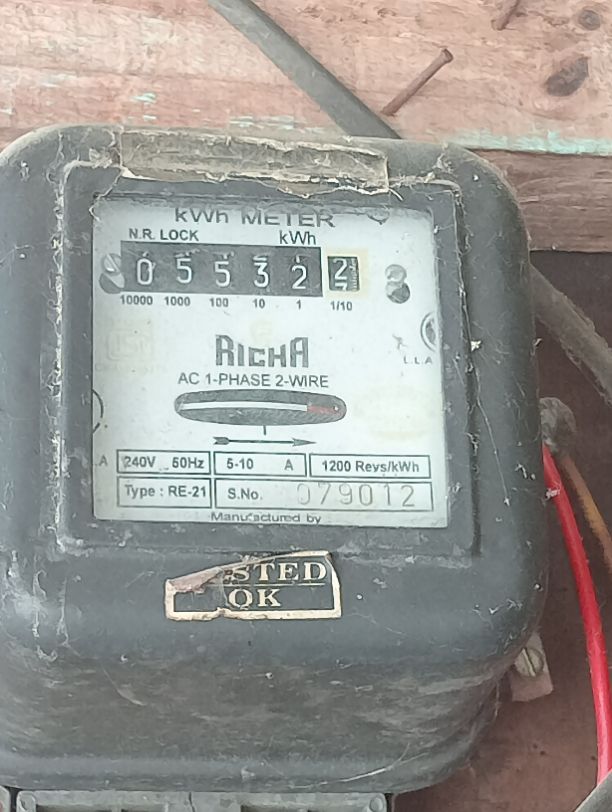 kWh METER
N.R. LOCK kWh
0 5 5 3 2 2
10000 1000 100 10 1 1/10
RICHA
AC 1-PHASE 2-WIRE
240V 50Hz 5-10 A 1200 Revs/kWh
Type : RE-21 S.No. 079012
Manufactured by
OK